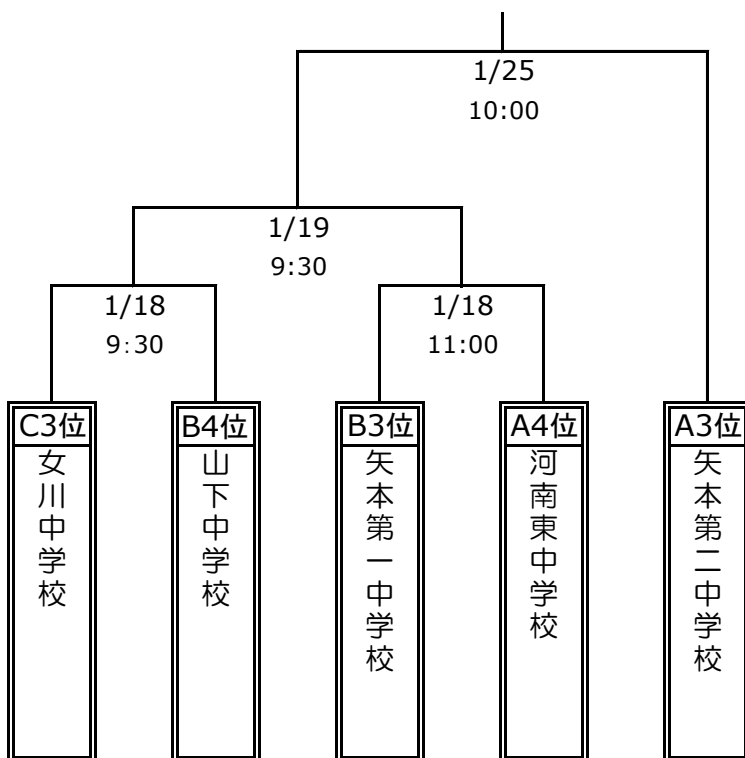 1/25
10:00
1/19
9:30
1/18
9:30
1/18
11:00
C3位
女川中学校
B4位
山下中学校
B3位
矢本第一中学校
A4位
河南東中学校
A3位
矢本第二中学校